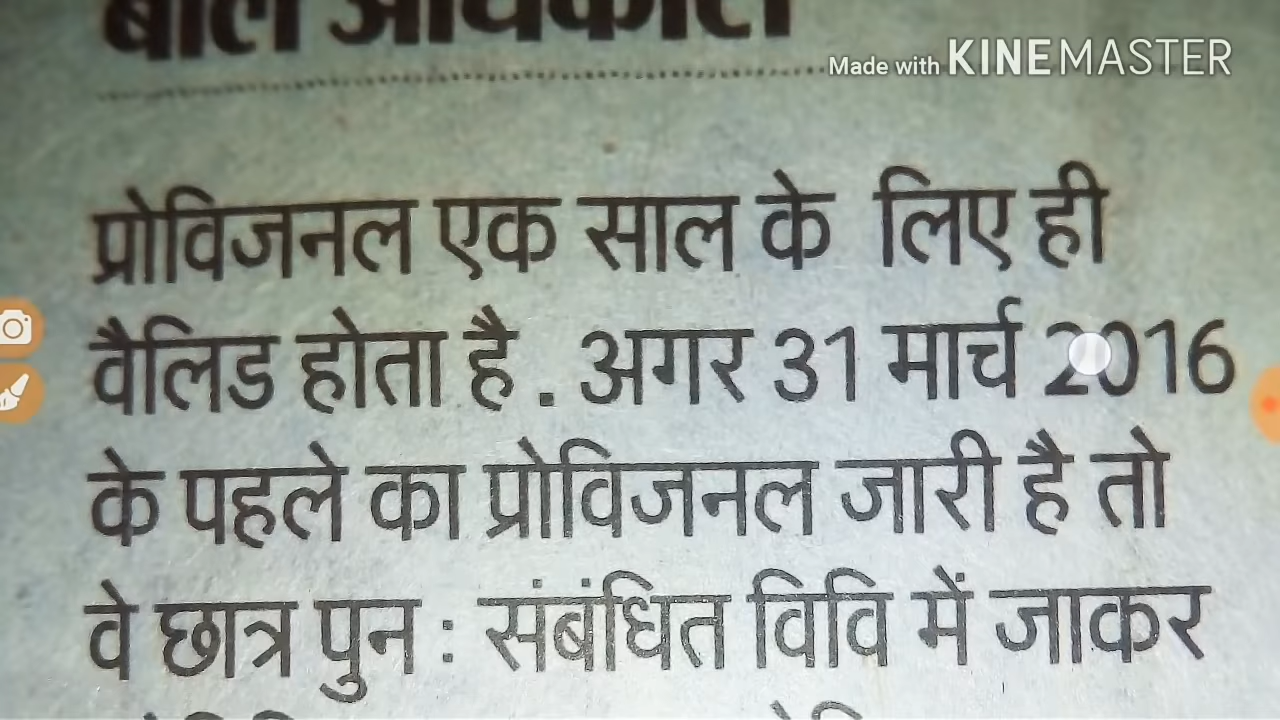 Made with KINEMASTER
प्रोविजनल एक साल के लिए ही
वैलिड होता है . अगर 31 मार्च 2016
के पहले का प्रोविजनल जारी है तो
वे छात्र पुन : संबंधित विवि में जाकर